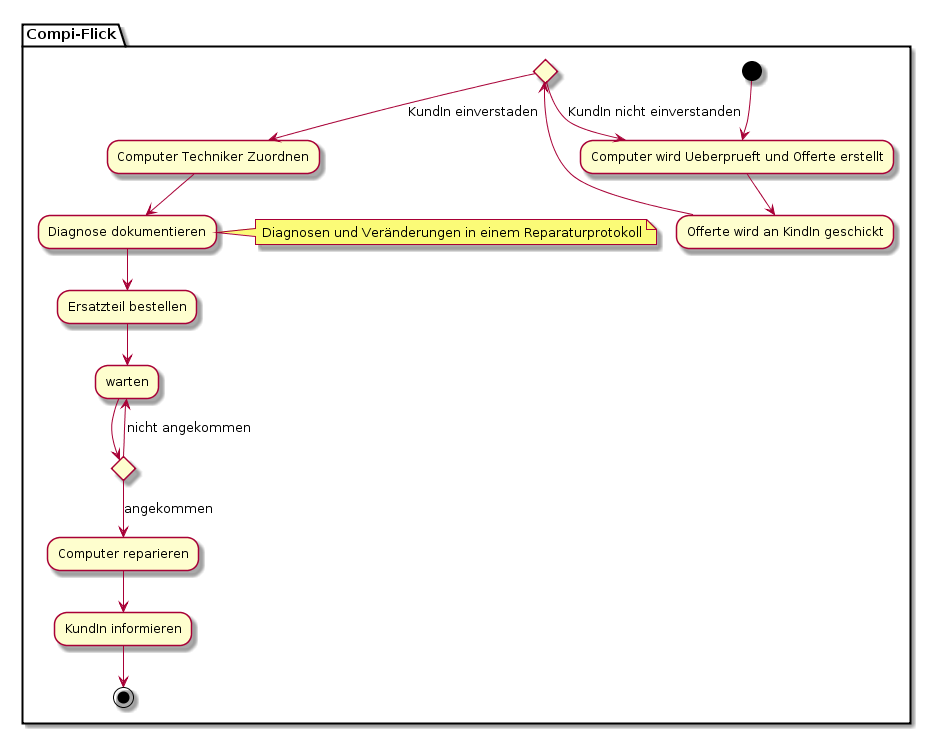 Compi-Flick
KundIn einverstaden
KundIn nicht einverstanden
Computer Techniker Zuordnen
Computer wird Ueberprueft und Offerte erstellt
Diagnose dokumentieren
Diagnosen und Veränderungen in einem Reparaturprotokoll
Offerte wird an KindIn geschickt
Ersatzteil bestellen
warten
nicht angekommen
angekommen
Computer reparieren
KundIn informieren